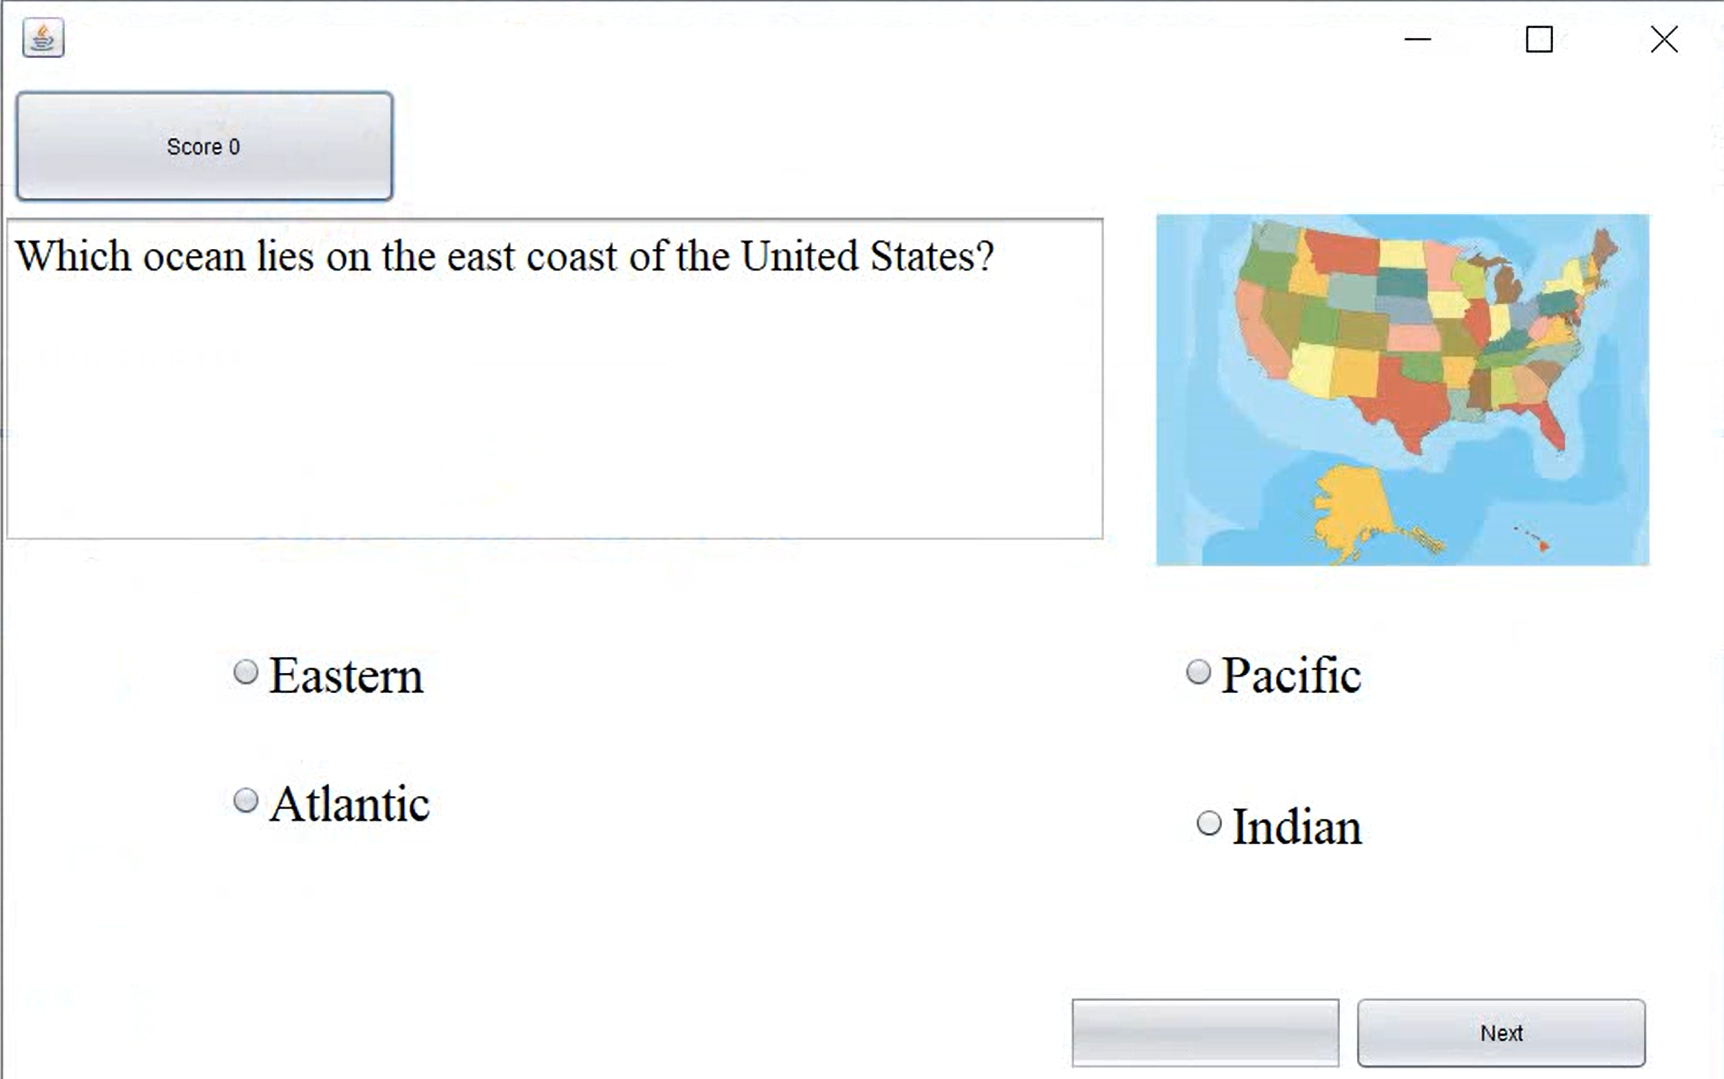 Score 0
Which ocean lies on the east coast of the United States?
Eastern
Pacific
Atlantic
Indian
Next